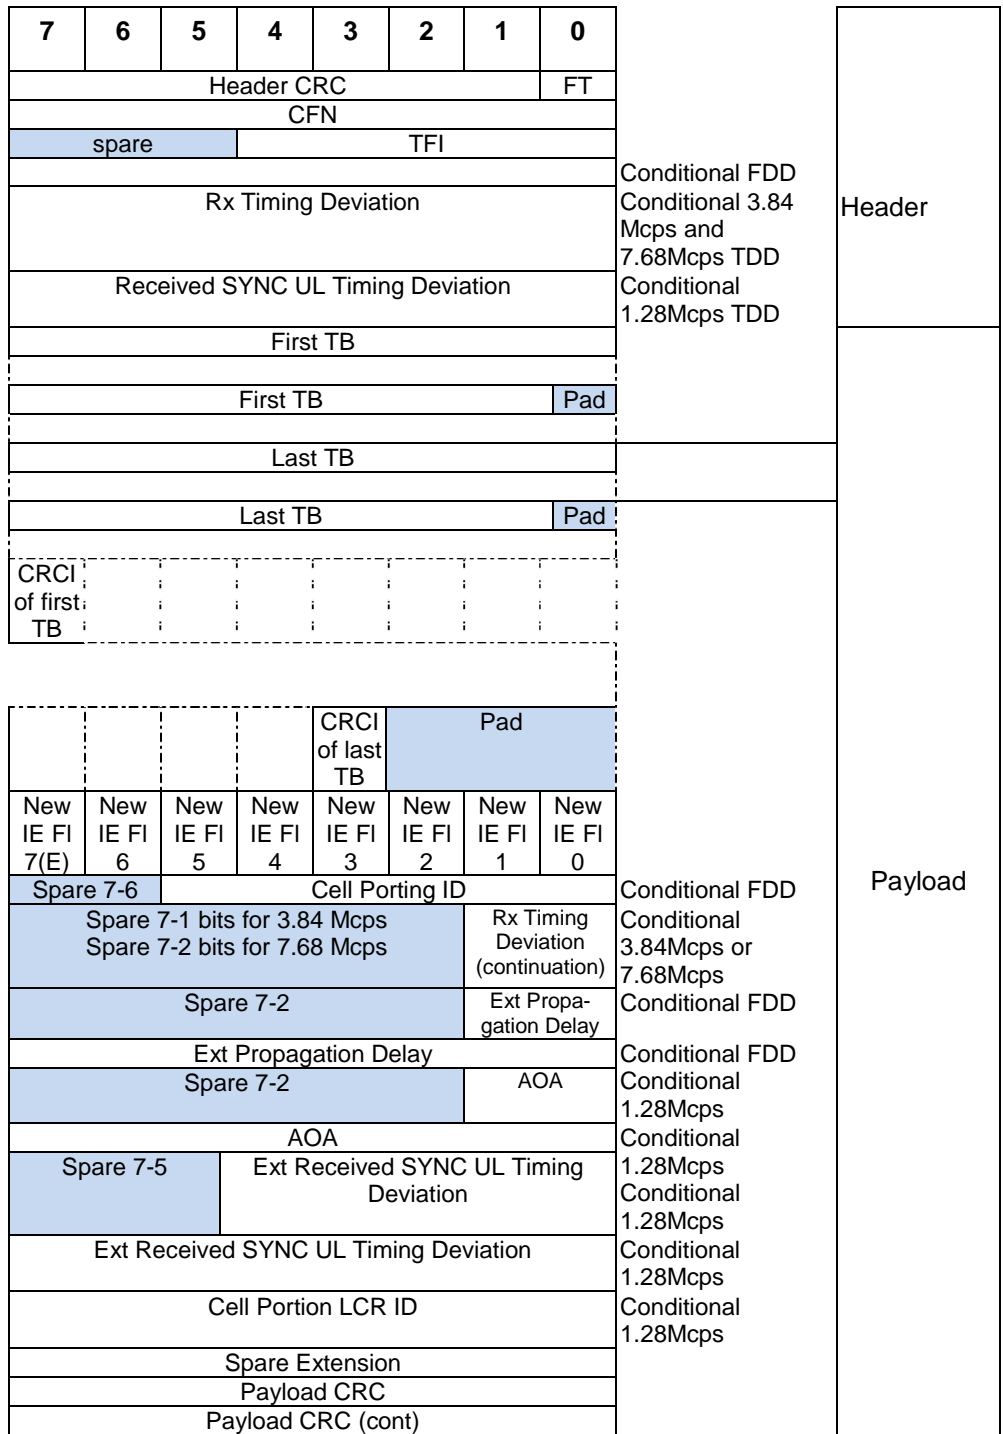 7 6 5 4 3 2 1 0
Header CRC FT
CFN
spare TFI
Conditional FDD
Rx Timing Deviation
Conditional 3.84
Mcps and
7.68Mcps TDD
Header
Received SYNC UL Timing Deviation
Conditional
1.28Mcps TDD
First TB
First TB Pad
Last TB
Last TB Pad
CRCI
of first
TB
CRCI
of last
TB
Pad
New IE FI 7(E)
New IE FI 6
New IE FI 5
New IE FI 4
New IE FI 3
New IE FI 2
New IE FI 1
New IE FI 0
Payload
Spare 7-6 Cell Porting ID Conditional FDD
Spare 7-1 bits for 3.84 Mcps
Spare 7-2 bits for 7.68 Mcps
Rx Timing
Deviation
(continuation)
Conditional
3.84Mcps or
7.68Mcps
Spare 7-2
Ext Propa-
gation Delay
Conditional FDD
Ext Propagation Delay Conditional FDD
Spare 7-2 AOA
Conditional
1.28Mcps
AOA
Conditional
1.28Mcps
Spare 7-5
Ext Received SYNC UL Timing
Deviation
Conditional
1.28Mcps
Ext Received SYNC UL Timing Deviation
Conditional
1.28Mcps
Cell Portion LCR ID
Conditional
1.28Mcps
Spare Extension
Payload CRC
Payload CRC (cont)